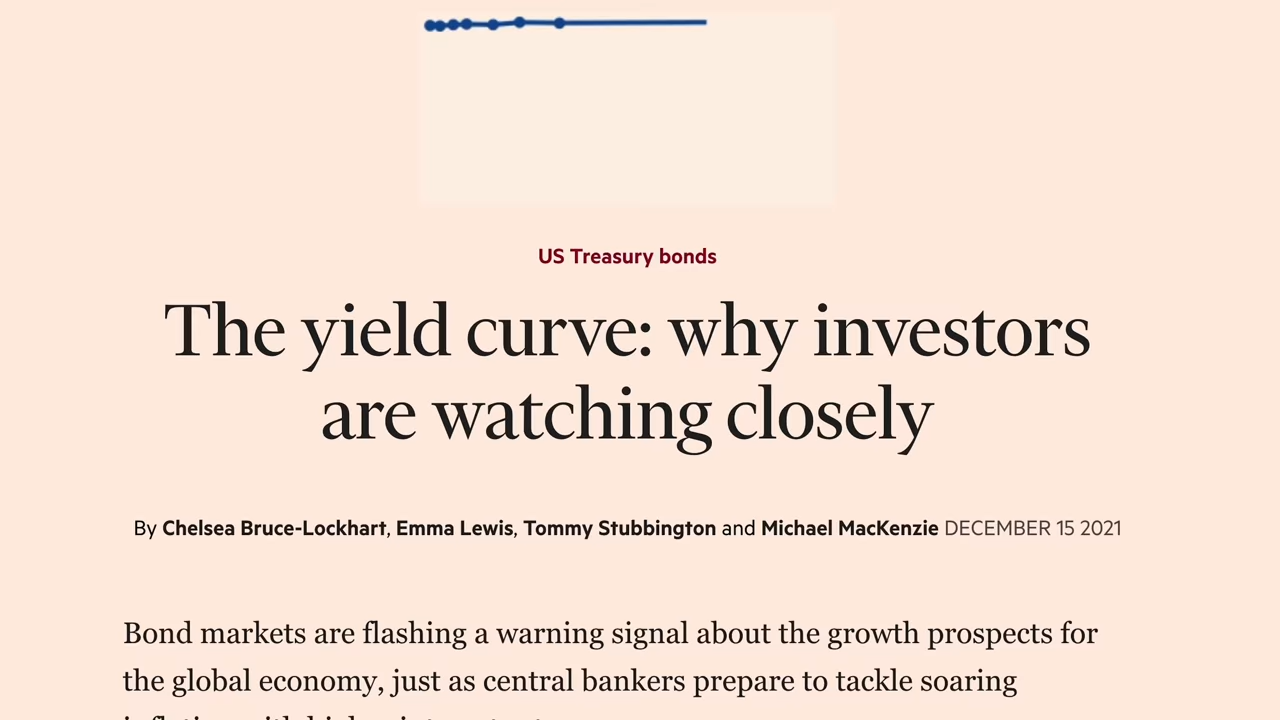 US Treasury bonds
The yield curve: why investors
are watching closely
By Chelsea Bruce-Lockhart, Emma Lewis, Tommy Stubbington and Michael MacKenzie DECEMBER 15 2021
Bond markets are flashing a warning signal about the growth prospects for
the global economy, just as central bankers prepare to tackle soaring